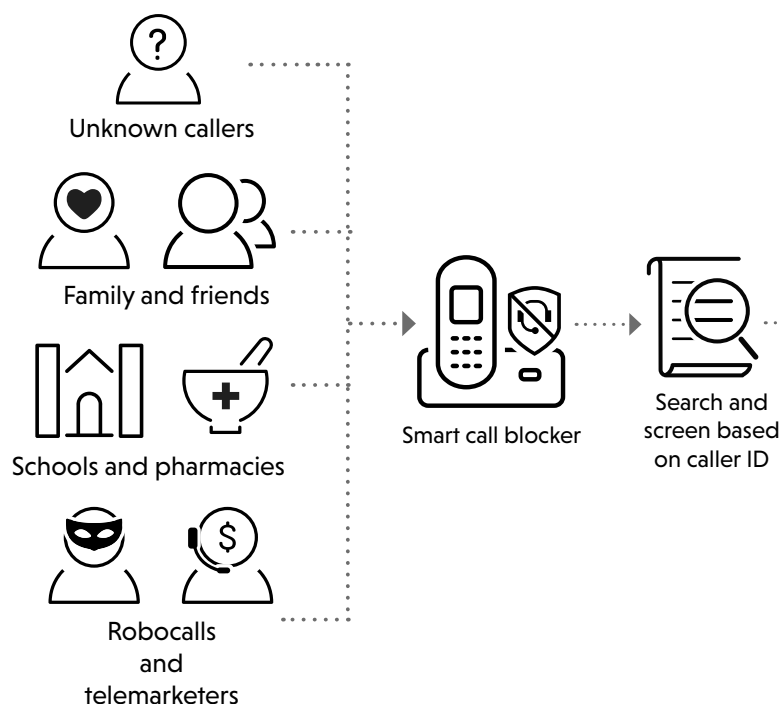 ?
Unknown callers
Family and friends
Schools and pharmacies
$
Robocalls
and
telemarketers
Smart call blocker
Search and
screen based
on caller ID